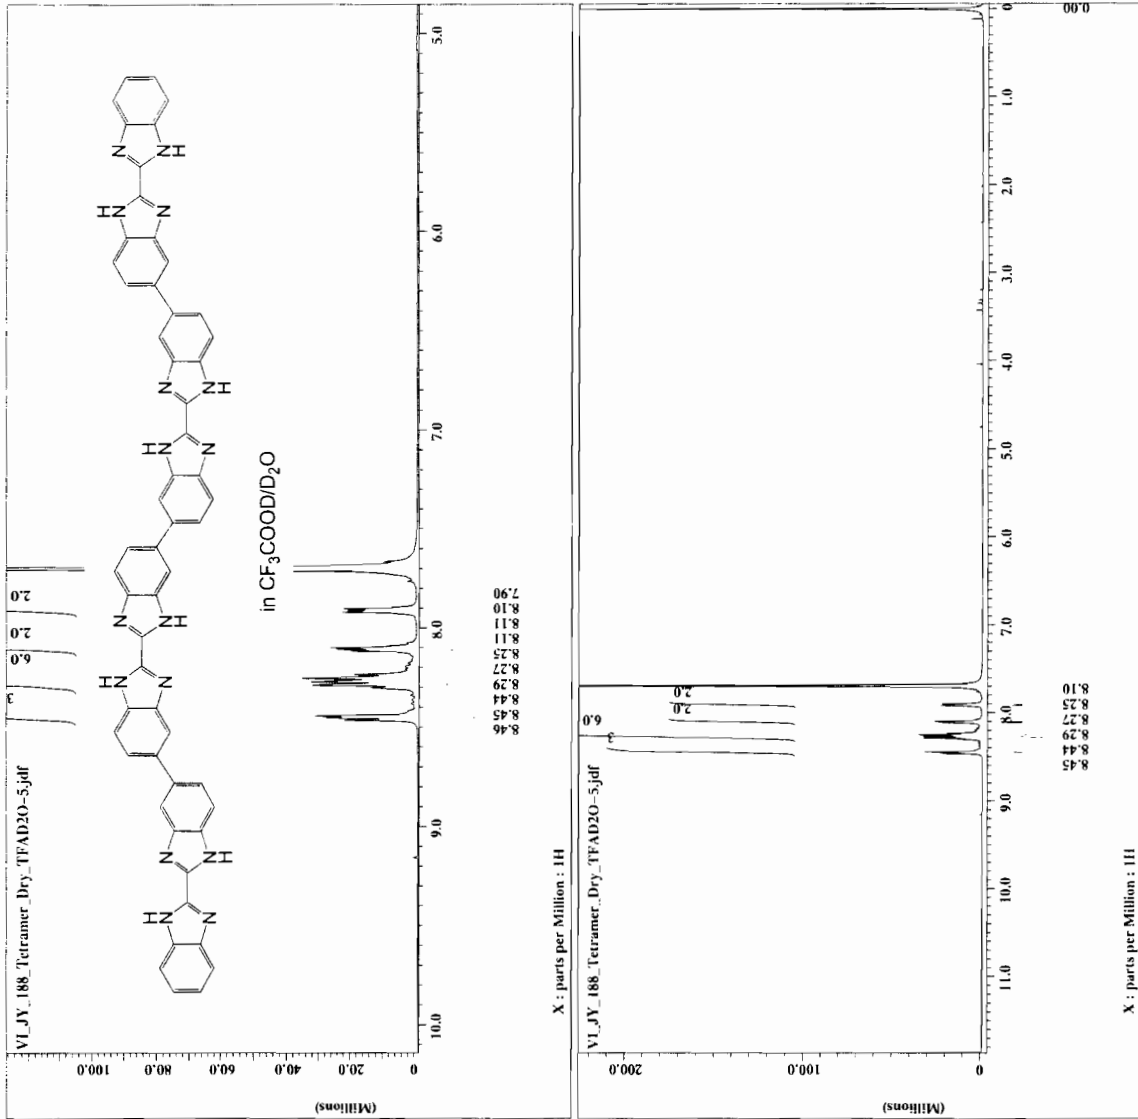 VI_JY_188_Tetramer_Dry_TFAD2O-5.jdf
3
6.0
2.0
2.0
N
N
H
H
N
N
N
N
H
H
N
N
N
N
H
H
N
N
N
N
H
H
N
N
in CF₃COOD/D₂O
(Millions)
100.0
80.0
60.0
40.0
20.0
0
10.0
9.0
8.0
7.0
6.0
5.0
8.46
8.45
8.44
8.29
8.27
8.25
8.11
8.11
8.10
7.90
X : parts per Million : 1H
VI_JY_188_Tetramer_Dry_TFAD2O-5.jdf
3
6.0
2.0
2.0
(Millions)
200.0
100.0
0
11.0
10.0
9.0
8.0
7.0
6.0
5.0
4.0
3.0
2.0
1.0
0
8.45
8.44
8.29
8.27
8.25
8.10
0.00
X : parts per Million : 1H